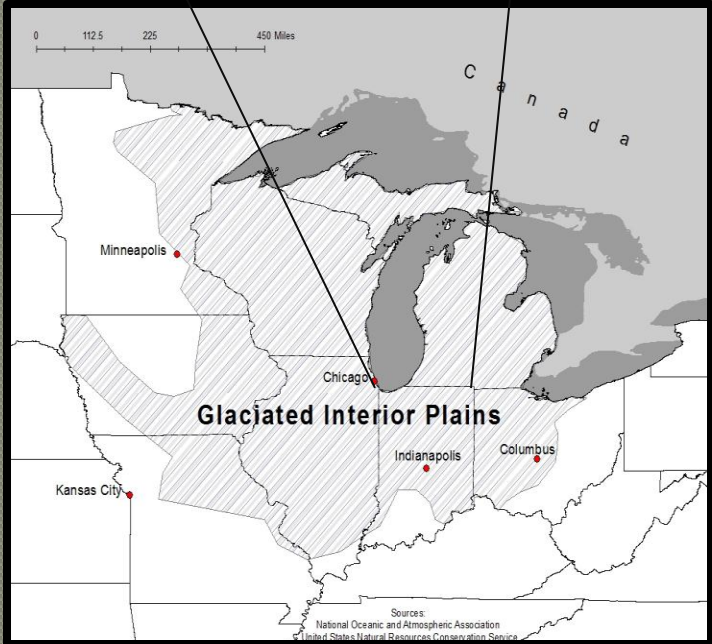 0 112.5 225 450 Miles
Canada
Minneapolis
Chicago
Glaciated Interior Plains
Indianapolis
Columbus
Kansas City
Sources:
National Oceanic and Atmospheric Association
United States Natural Resources Conservation Service